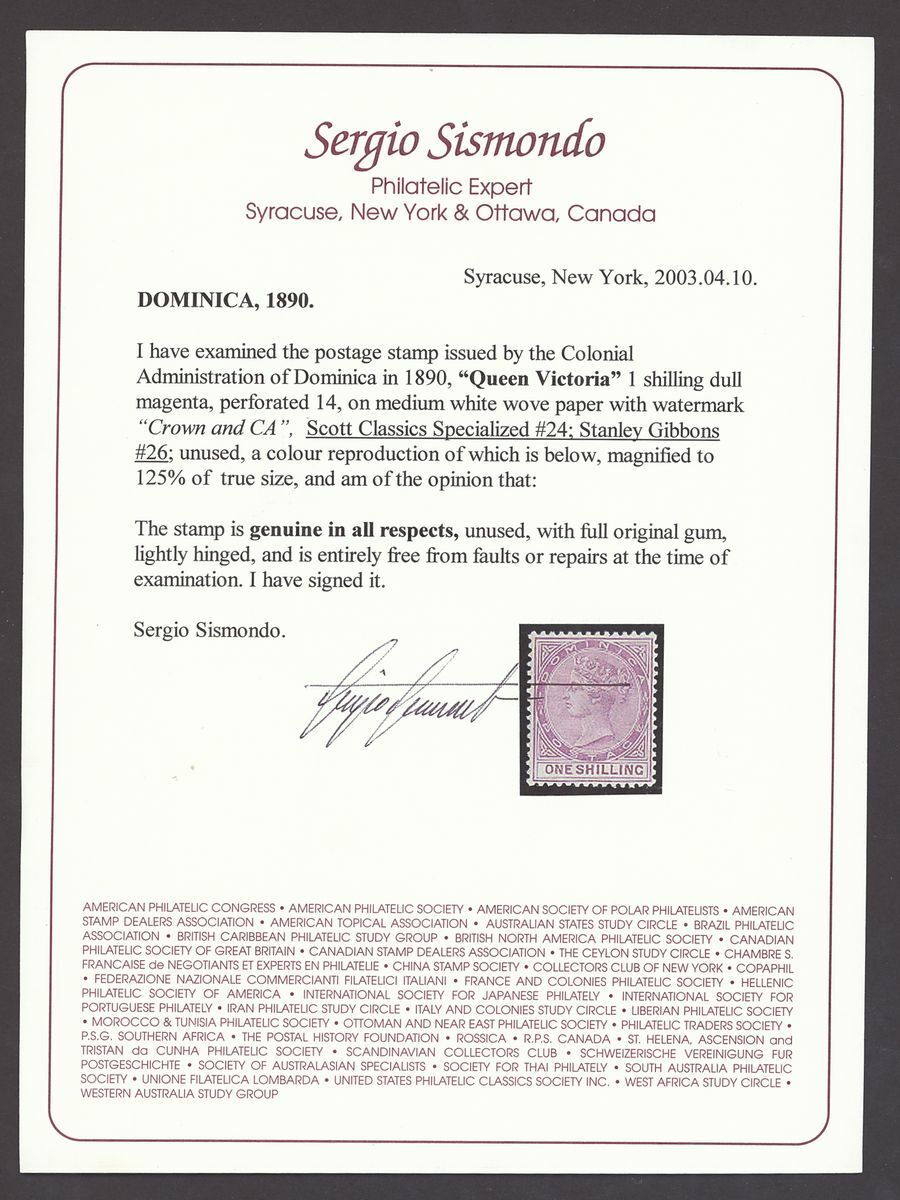 Sergio Sismondo
Philatelic Expert
Syracuse, New York & Ottawa, Canada
Syracuse, New York, 2003.04.10.
DOMINICA, 1890.
I have examined the postage stamp issued by the Colonial
Administration of Dominica in 1890, “Queen Victoria” 1 shilling dull
magenta, perforated 14, on medium white wove paper with watermark
“Crown and CA”, Scott Classics Specialized #24; Stanley Gibbons
#26; unused, a colour reproduction of which is below, magnified to
125% of true size, and am of the opinion that:
The stamp is genuine in all respects, unused, with full original gum,
lightly hinged, and is entirely free from faults or repairs at the time of
examination. I have signed it.
Sergio Sismondo.
Sergio Sismondo
DOMINICA
POSTAGE
ONE SHILLING
AMERICAN PHILATELIC CONGRESS • AMERICAN PHILATELIC SOCIETY • AMERICAN SOCIETY OF POLAR PHILATELISTS • AMERICAN
STAMP DEALERS ASSOCIATION • AMERICAN TOPICAL ASSOCIATION • AUSTRALIAN STATES STUDY CIRCLE • BRAZIL PHILATELIC
ASSOCIATION • BRITISH CARIBBEAN PHILATELIC STUDY GROUP • BRITISH NORTH AMERICA PHILATELIC SOCIETY • CANADIAN
PHILATELIC SOCIETY OF GREAT BRITAIN • CANADIAN STAMP DEALERS ASSOCIATION • THE CEYLON STUDY CIRCLE • CHAMBRE S.
FRANCAISE de NEGOTIANTS ET EXPERTS EN PHILATELIE • CHINA STAMP SOCIETY • COLLECTORS CLUB OF NEW YORK • COPAPHIL
• FEDERAZIONE NAZIONALE COMMERCIANTI FILATELICI ITALIANI • FRANCE AND COLONIES PHILATELIC SOCIETY • HELLENIC
PHILATELIC SOCIETY OF AMERICA • INTERNATIONAL SOCIETY FOR JAPANESE PHILATELY • INTERNATIONAL SOCIETY FOR
PORTUGUESE PHILATELY • IRAN PHILATELIC STUDY CIRCLE • ITALY AND COLONIES STUDY CIRCLE • LIBERIAN PHILATELIC SOCIETY
• MOROCCO & TUNISIA PHILATELIC SOCIETY • OTTOMAN AND NEAR EAST PHILATELIC SOCIETY • PHILATELIC TRADERS SOCIETY •
P.S.G. SOUTHERN AFRICA • THE POSTAL HISTORY FOUNDATION • ROSSICA • R.P.S. CANADA • ST. HELENA, ASCENSION and
TRISTAN da CUNHA PHILATELIC SOCIETY • SCANDINAVIAN COLLECTORS CLUB • SCHWEIZERISCHE VEREINIGUNG FUR
POSTGESCHICHTE • SOCIETY OF AUSTRALASIAN SPECIALISTS • SOCIETY FOR THAI PHILATELY • SOUTH AUSTRALIA PHILATELIC
SOCIETY • UNIONE FILATELICA LOMBARDA • UNITED STATES PHILATELIC CLASSICS SOCIETY INC. • WEST AFRICA STUDY CIRCLE •
WESTERN AUSTRALIA STUDY GROUP